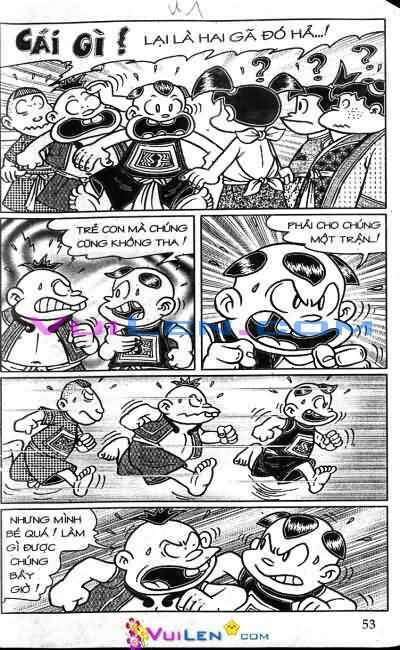 CÁI GÌ!
LẠI LÀ HAI GÃ ĐÓ HẢ...!
?
?
?
?
TRẺ CON MÀ CHÚNG
CŨNG KHÔNG THA!
PHẢI CHO CHÚNG
MỘT TRẬN..!
VUILEN.COM
NHƯNG MÌNH
BÉ QUÁ! LÀM
GÌ ĐƯỢC
CHÚNG
BÂY
GIỜ!
53
VUILEN.COM